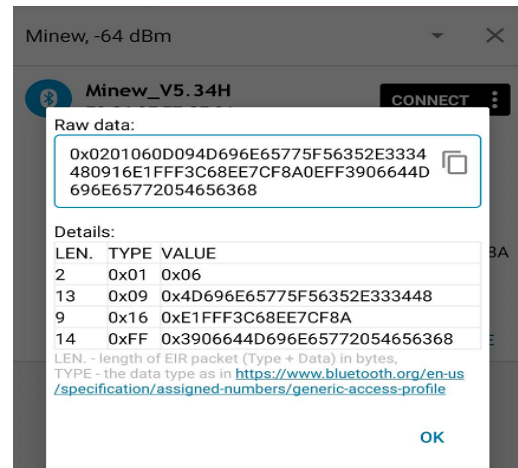 Minew, -64 dBm
Minew_V5.34H
CONNECT
Raw data:
0x0201060D094D696E65775F56352E3334
480916E1FFF3C68EE7CF8A0EFF3906644D
696E65772054656368
Details:
LEN. TYPE VALUE
2 0x01 0x06
13 0x09 0x4D696E65775F56352E333448
9 0x16 0xE1FFF3C68EE7CF8A
14 0xFF 0x3906644D696E65772054656368
8A
LEN. - length of EIR packet (Type + Data) in bytes,
TYPE - the data type as in https://www.bluetooth.org/en-us
/specification/assigned-numbers/generic-access-profile
OK